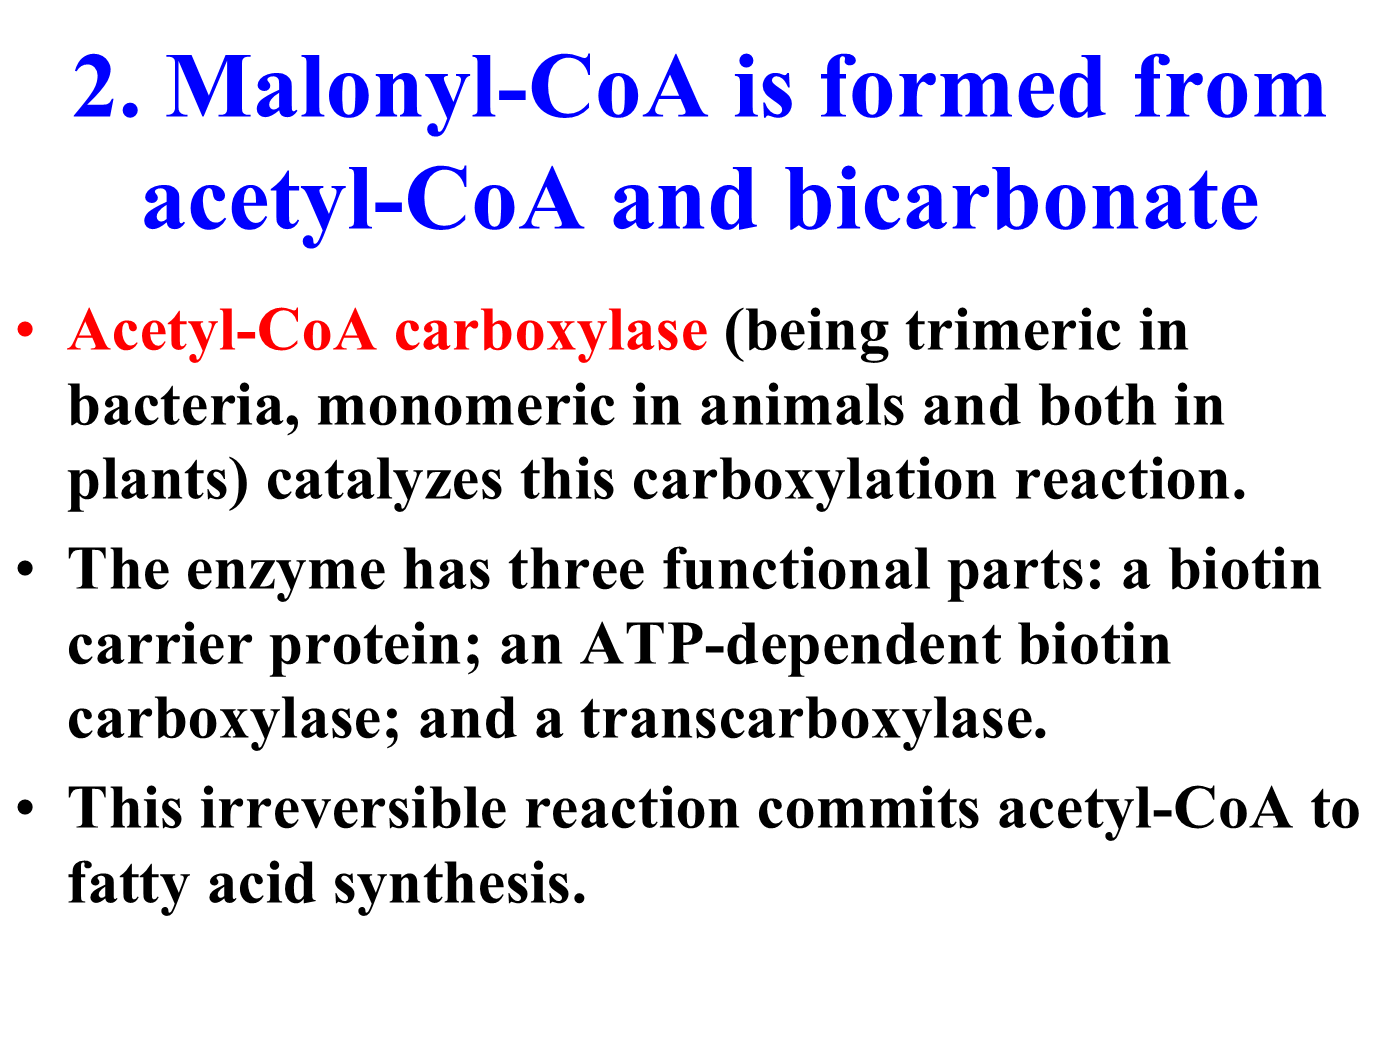 2. Malonyl-CoA is formed from
acetyl-CoA and bicarbonate
• Acetyl-CoA carboxylase (being trimeric in
bacteria, monomeric in animals and both in
plants) catalyzes this carboxylation reaction.
• The enzyme has three functional parts: a biotin
carrier protein; an ATP-dependent biotin
carboxylase; and a transcarboxylase.
• This irreversible reaction commits acetyl-CoA to
fatty acid synthesis.